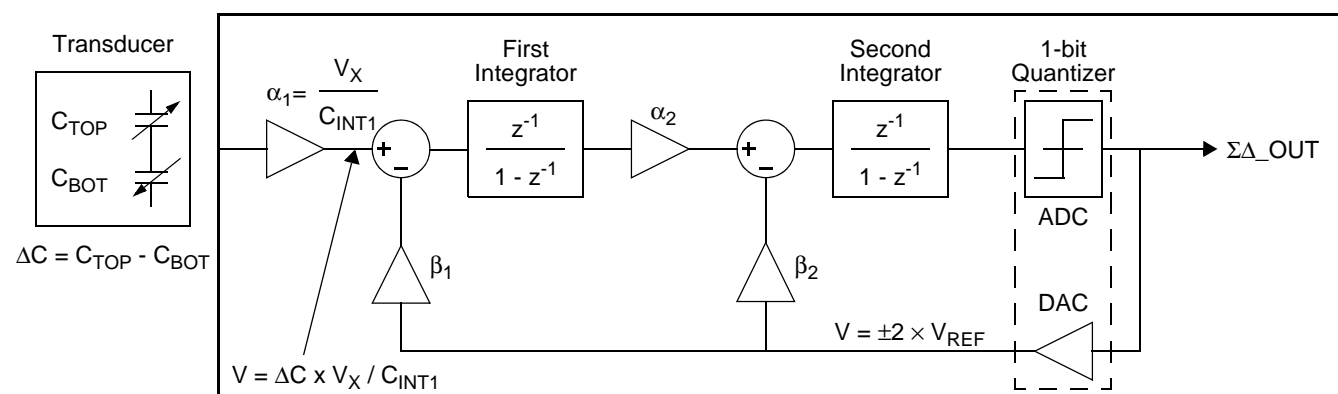 Transducer
C_TOP
C_BOT
ΔC = C_TOP - C_BOT
α₁= V_X / C_INT1
+
-
First
Integrator
z⁻¹
1 - z⁻¹
α₂
+
-
Second
Integrator
z⁻¹
1 - z⁻¹
1-bit
Quantizer
ADC
ΣΔ_OUT
β₁
β₂
DAC
V = ±2 × V_REF
V = ΔC x V_X / C_INT1